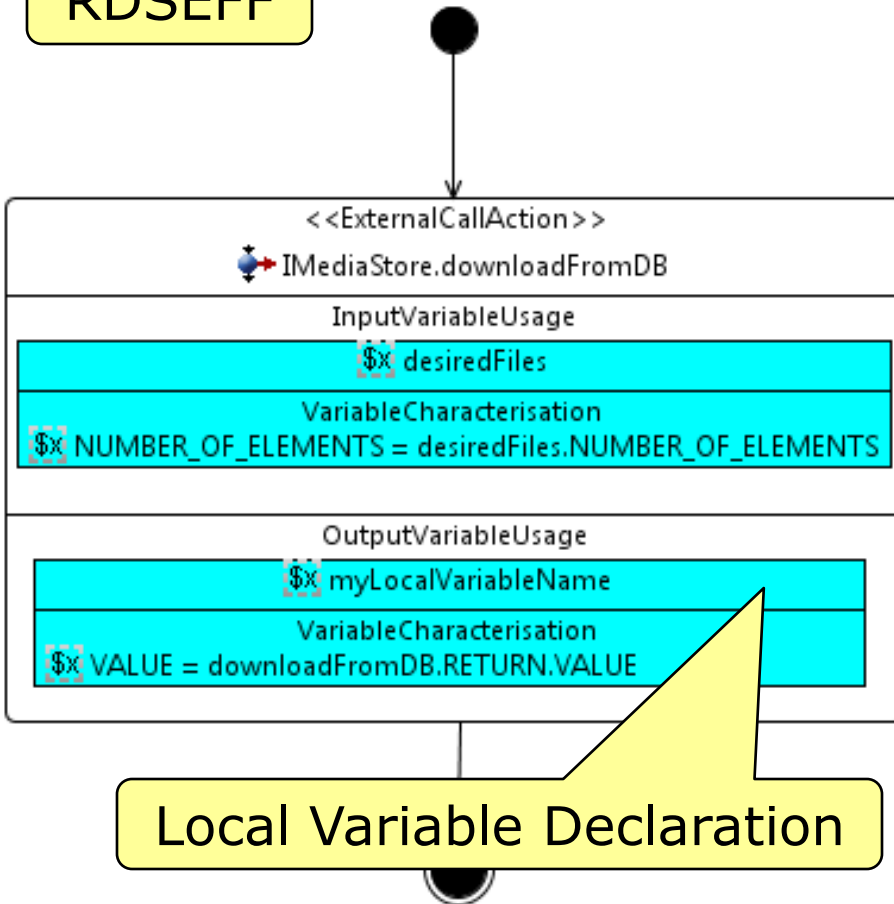 RDSEFF
<<ExternalCallAction>>
IMediaStore.downloadFromDB
InputVariableUsage
$x desiredFiles
VariableCharacterisation
$x NUMBER_OF_ELEMENTS = desiredFiles.NUMBER_OF_ELEMENTS
OutputVariableUsage
$x myLocalVariableName
VariableCharacterisation
$x VALUE = downloadFromDB.RETURN.VALUE
Local Variable Declaration